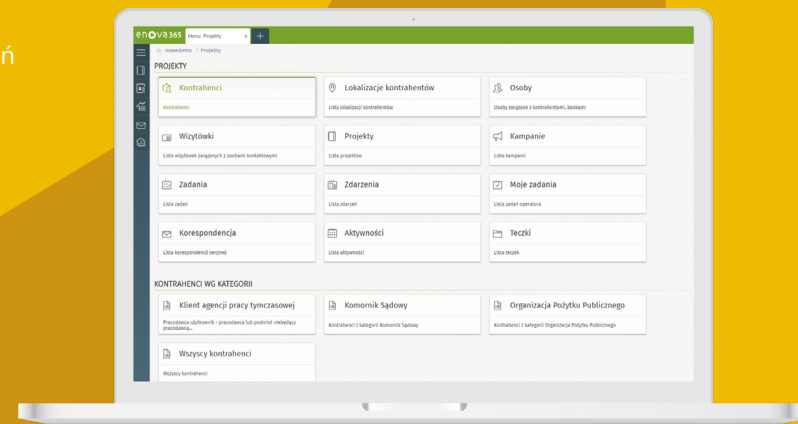 ń
enova365 Menu: Projekty x +
nowedemo > Projekty
PROJEKTY
Kontrahenci
Kontrahenci
Lokalizacje kontrahentów
Lista lokalizacji kontrahentów
Osoby
Osoby związane z kontrahentami, bankami
Wizytówki
Lista wizytówek związanych z osobami kontaktowymi
Projekty
Lista projektów
Kampanie
Lista kampanii
Zadania
Lista zadań
Zdarzenia
Lista zdarzeń
Moje zadania
Lista zadań operatora
Korespondencja
Lista korespondencji seryjnej
Aktywności
Lista aktywności
Teczki
Lista teczek
KONTRAHENCI WG KATEGORII
Klient agencji pracy tymczasowej
Pracodawca użytkownik - pracodawca lub podmiot niebędący
pracodawcą...
Komornik Sądowy
Kontrahenci z kategorii Komornik Sądowy
Organizacja Pożytku Publicznego
Kontrahenci z kategorii Organizacja Pożytku Publicznego
Wszyscy kontrahenci
Wszyscy kontrahenci